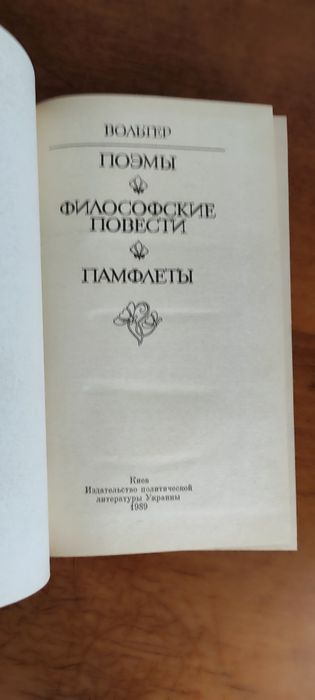 ВОЛЬТЕР
ПОЭМЫ
ФИЛОСОФСКИЕ
ПОВЕСТИ
ПАМФЛЕТЫ
Киев
Издательство политической
литературы Украины
1989